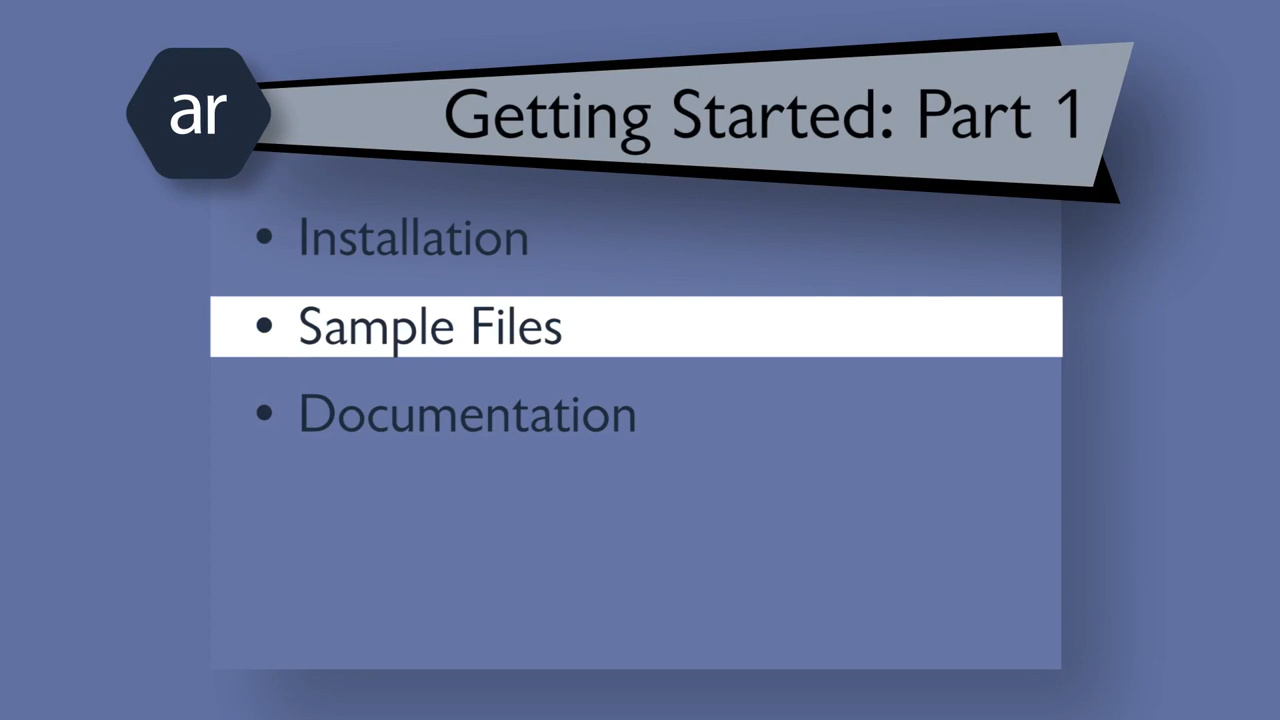 ar
Getting Started: Part 1
• Installation
• Sample Files
• Documentation